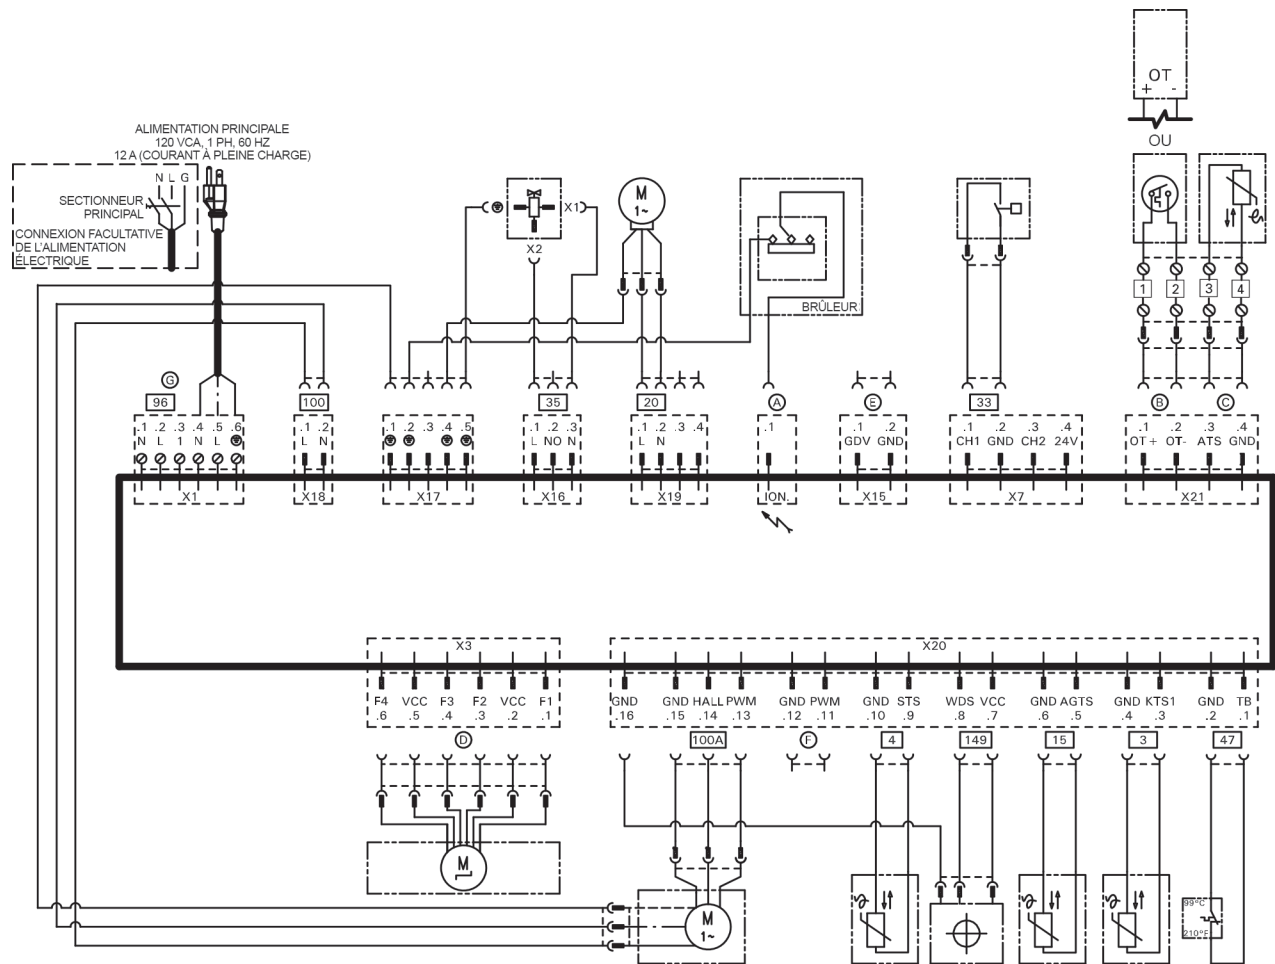 OT
+ -
OU
ALIMENTATION PRINCIPALE
120 VCA, 1 PH, 60 HZ
12 A (COURANT À PLEINE CHARGE)
N L G
SECTIONNEUR
PRINCIPAL
CONNEXION FACULTATIVE
DE L'ALIMENTATION
ÉLECTRIQUE
X1
X2
M
1~
BRÛLEUR
1 2 3 4
G
96
100
35
20
A
E
33
B
C
.1 .2 .3 .4 .5 .6
N L 1 N L
X1
.1 .2
L N
X18
.1 .2 .3 .4 .5
X17
.1 .2 .3
L NO N
X16
.1 .2 .3 .4
L N
X19
.1
ION.
.1 .2
GDV GND
X15
.1 .2 .3 .4
CH1 GND CH2 24V
X7
.1 .2 .3 .4
OT+ OT- ATS GND
X21
X3
F4 VCC F3 F2 VCC F1
.6 .5 .4 .3 .2 .1
D
M
X20
GND GND HALL PWM GND PWM GND STS WDS VCC GND AGTS GND KTS1 GND TB
.16 .15 .14 .13 .12 .11 .10 .9 .8 .7 .6 .5 .4 .3 .2 .1
100A
F
4
149
15
3
47
M
1~
99°C
210°F